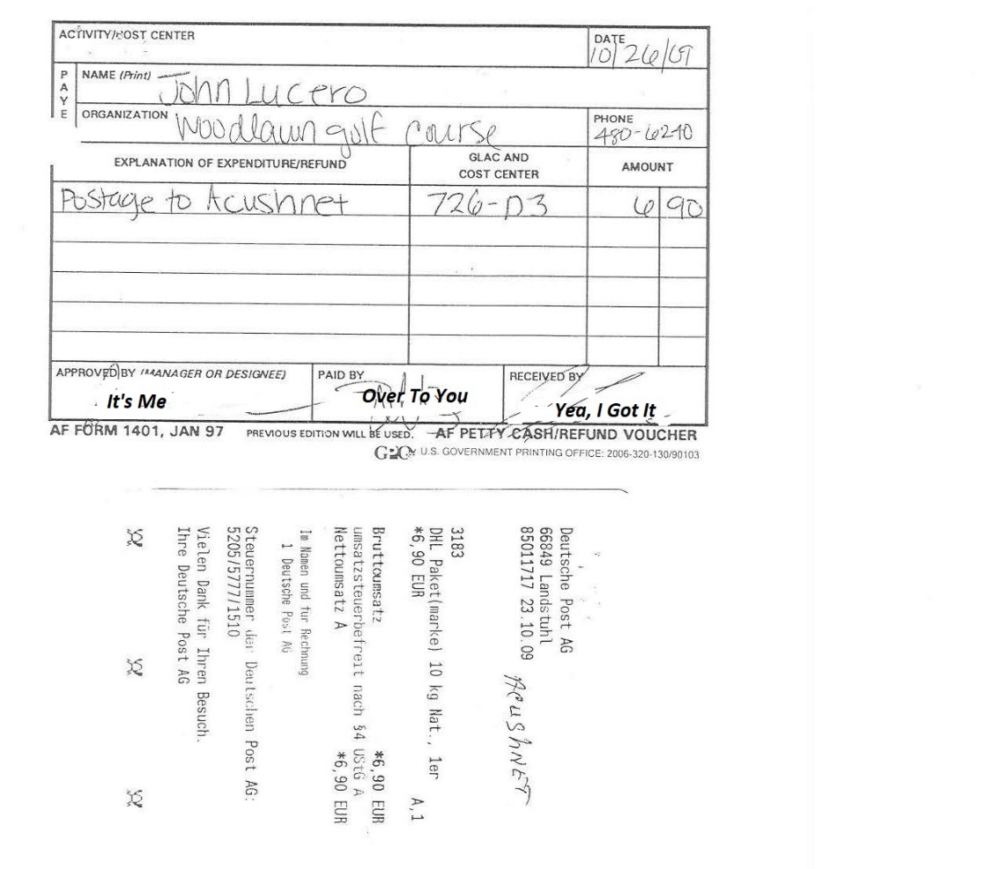 ACTIVITY/COST CENTER
DATE
10/26/09
PAYEE
NAME (Print)
John Lucero
ORGANIZATION
Woodlawn golf course
PHONE
480-6240
EXPLANATION OF EXPENDITURE/REFUND
GLAC AND COST CENTER
AMOUNT
Postage to Acushnet 726-D3 6 90
APPROVED BY (MANAGER OR DESIGNEE)
It's Me
PAID BY
Over To You
RECEIVED BY
Yea, I Got It
AF FORM 1401, JAN 97 PREVIOUS EDITION WILL BE USED. AF PETTY CASH/REFUND VOUCHER
GPO U.S. GOVERNMENT PRINTING OFFICE: 2006-320-130/90103
Deutsche Post AG
66849 Landstuhl
85011717 23.10.09
Acushnet
3183
DHL Paket(marke) 10 kg Nat., 1er
*6,90 EUR A,1
Bruttoumsatz *6,90 EUR
umsatzsteuerbefreit nach §4 UStG A
Nettoumsatz A *6,90 EUR
Im Namen und für Rechnung
1 Deutsche Post AG
Steuernummer der Deutschen Post AG:
5205/5777/1510
Vielen Dank für Ihren Besuch.
Ihre Deutsche Post AG